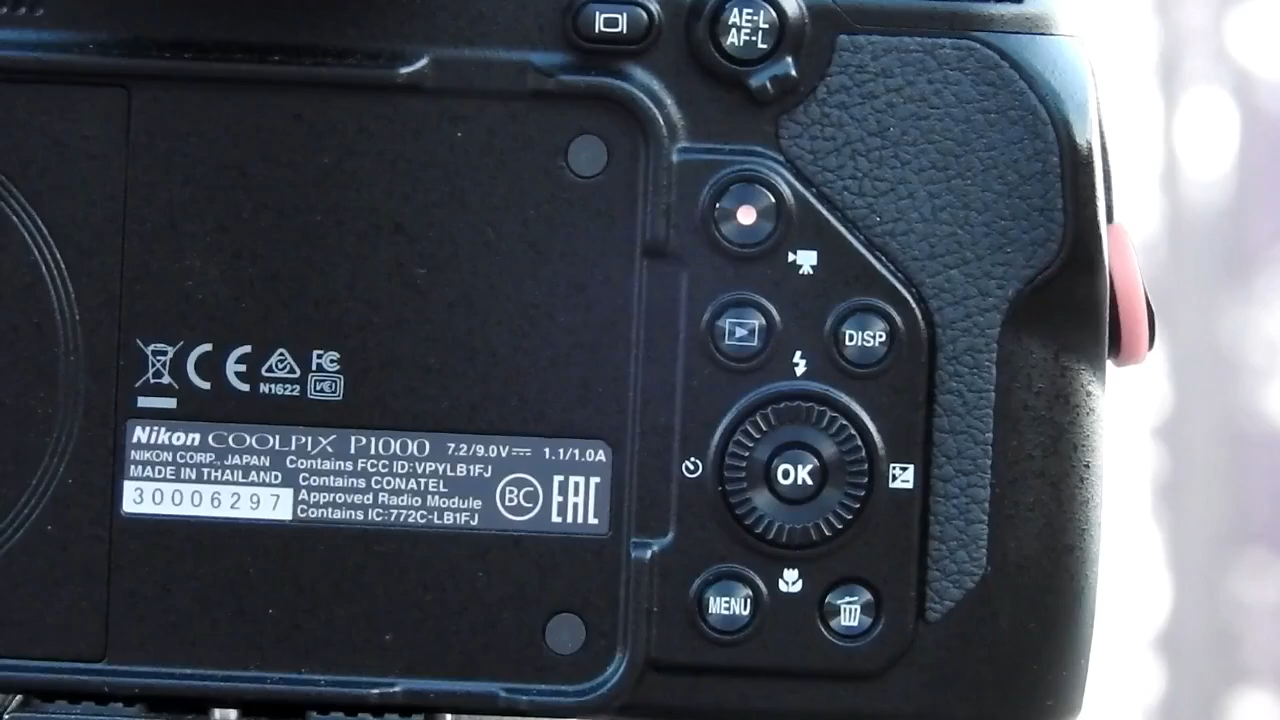 AE-L
AF-L
DISP
CE FC
N1622 VCI
Nikon COOLPIX P1000 7.2/9.0V 1.1/1.0A
NIKON CORP., JAPAN Contains FCC ID:VPYLB1FJ
MADE IN THAILAND Contains CONATEL
30006297 Approved Radio Module
Contains IC:772C-LB1FJ
BC EAC
OK
MENU